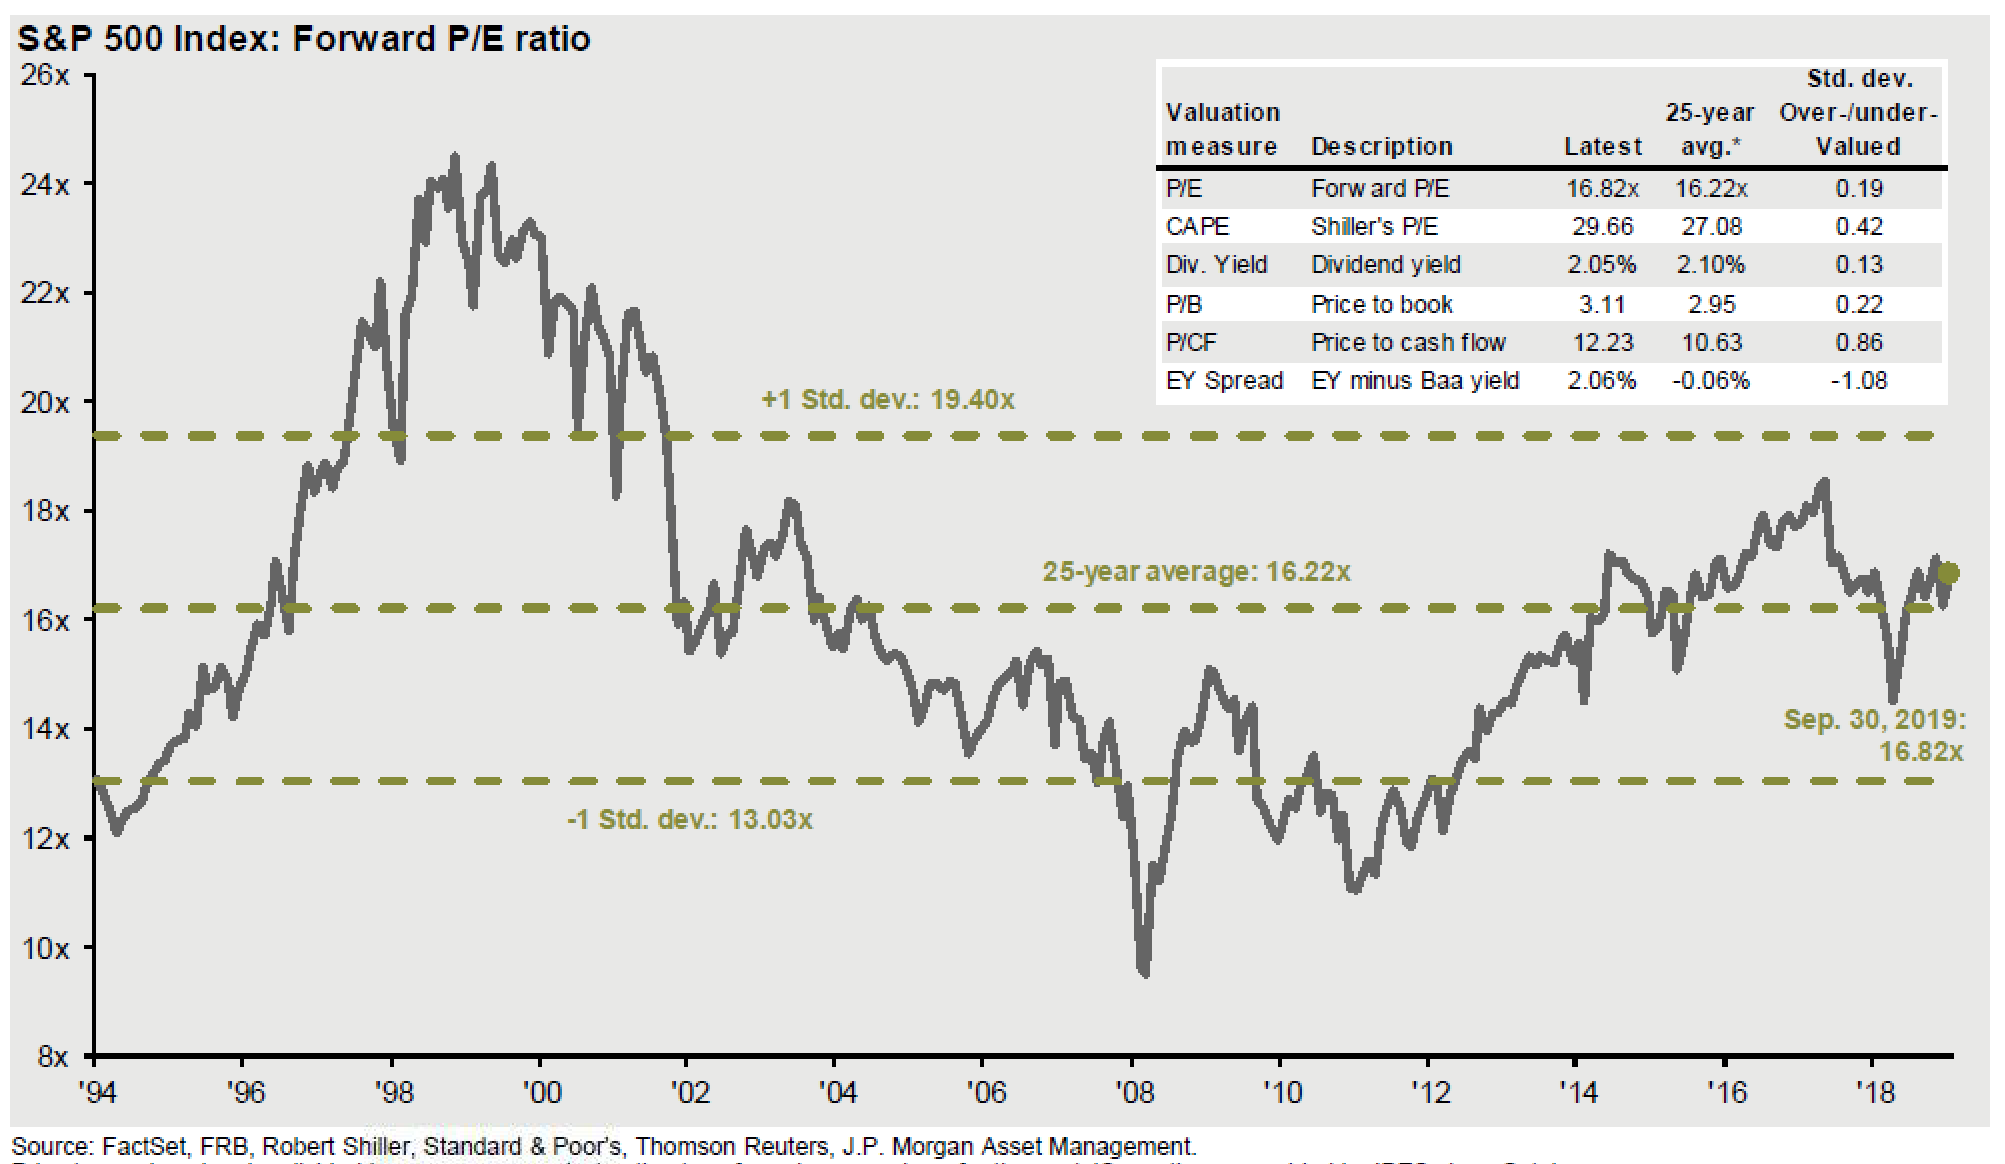 S&P 500 Index: Forward P/E ratio
26x
24x
22x
20x
18x
16x
14x
12x
10x
8x
Valuation measure Description Latest 25-year avg.* Std. dev. Over-/under-Valued
P/E Forward P/E 16.82x 16.22x 0.19
CAPE Shiller's P/E 29.66 27.08 0.42
Div. Yield Dividend yield 2.05% 2.10% 0.13
P/B Price to book 3.11 2.95 0.22
P/CF Price to cash flow 12.23 10.63 0.86
EY Spread EY minus Baa yield 2.06% -0.06% -1.08
+1 Std. dev.: 19.40x
25-year average: 16.22x
Sep. 30, 2019:
16.82x
-1 Std. dev.: 13.03x
'94 '96 '98 '00 '02 '04 '06 '08 '10 '12 '14 '16 '18
Source: FactSet, FRB, Robert Shiller, Standard & Poor's, Thomson Reuters, J.P. Morgan Asset Management.